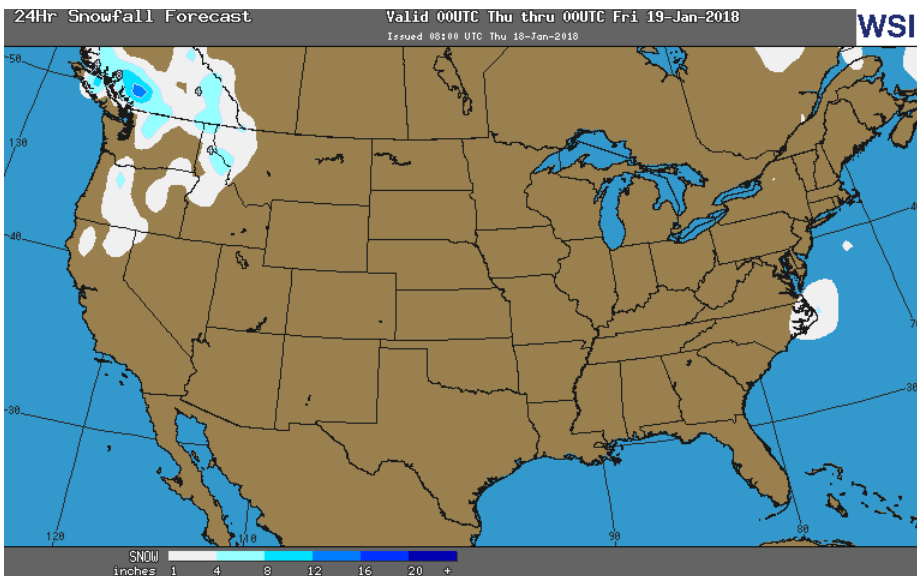 24Hr Snowfall Forecast Valid 00UTC Thu thru 00UTC Fri 19-Jan-2018
WSI
Issued 08:00 UTC Thu 18-Jan-2018
50
130
40
40
70
30
30
120 110 90 80
SNOW
inches 1 4 8 12 16 20 +